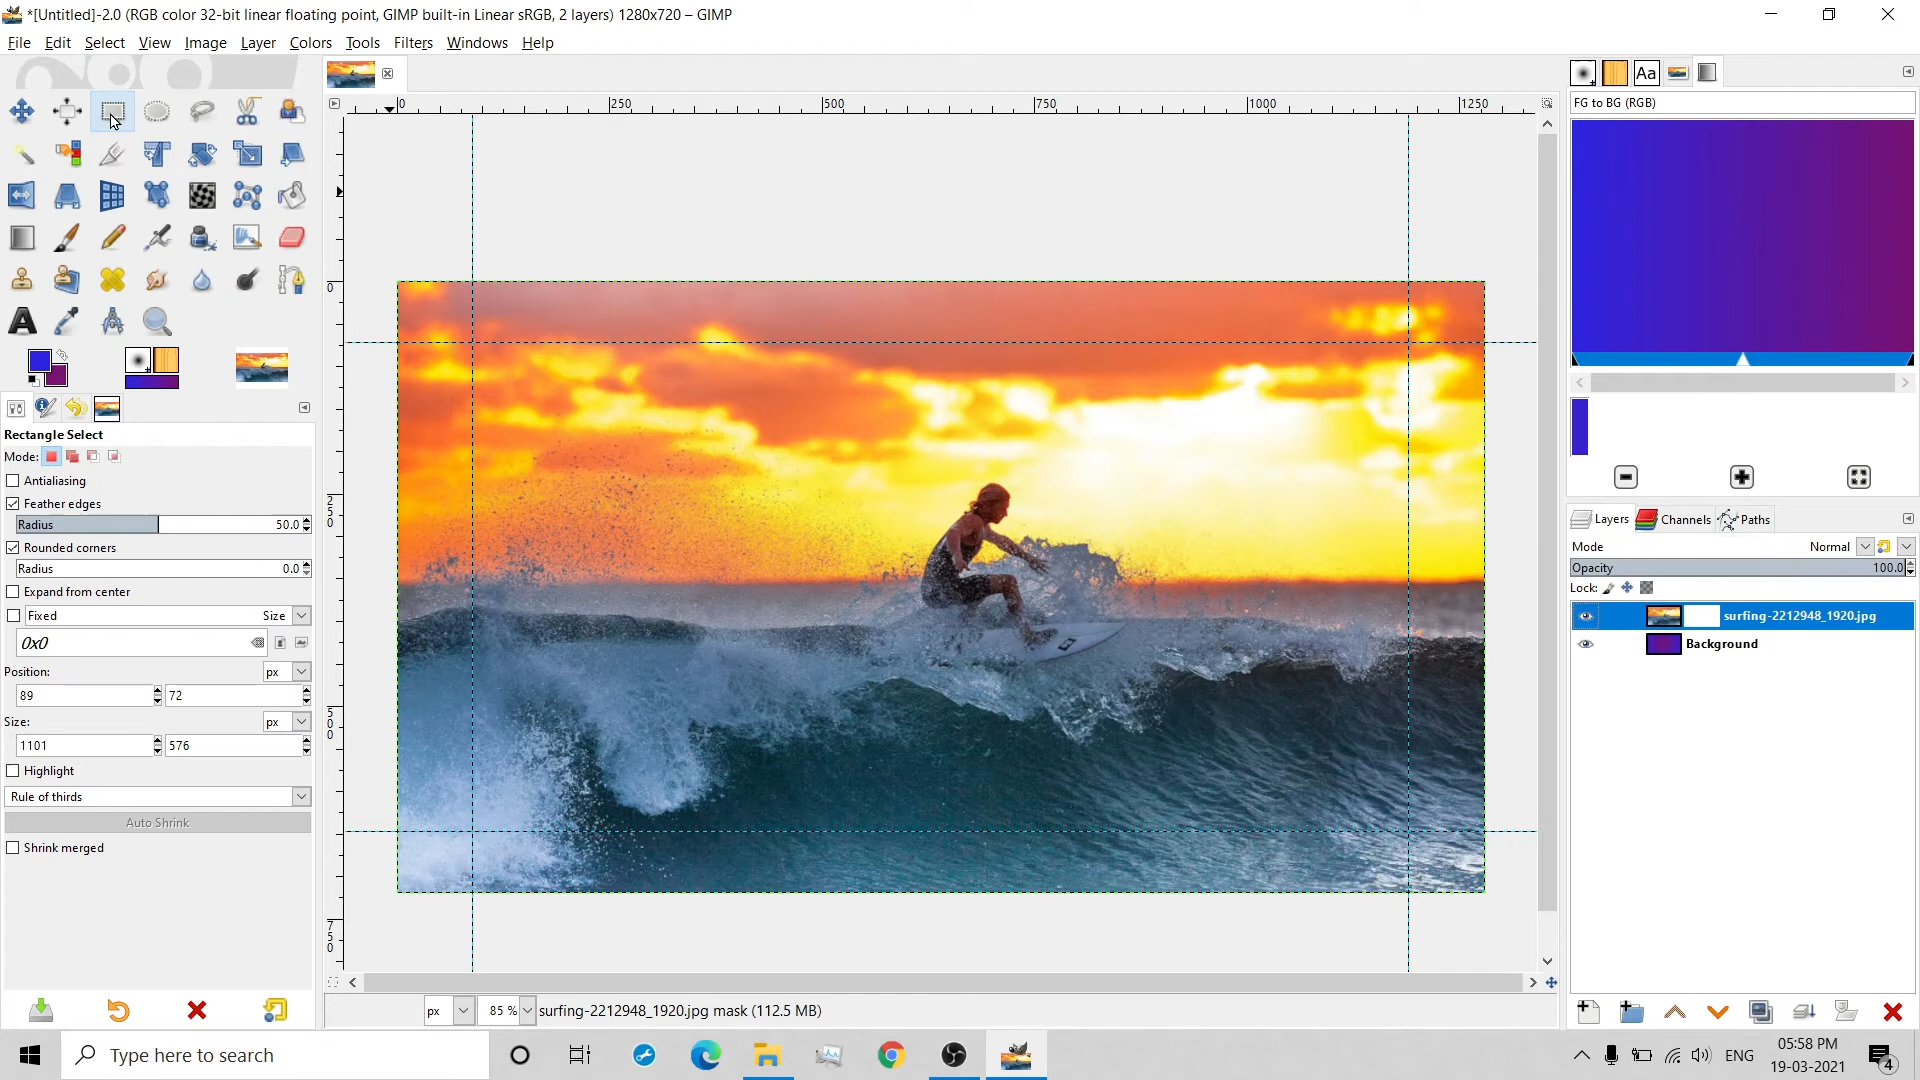 *[Untitled]-2.0 (RGB color 32-bit linear floating point, GIMP built-in Linear sRGB, 2 layers) 1280x720 – GIMP
File Edit Select View Image Layer Colors Tools Filters Windows Help
Aa
0 250 500 750 1000 1250
FG to BG (RGB)
0
250
500
750
Rectangle Select
Mode:
Antialiasing
Feather edges
Radius 50.0
Rounded corners
Radius 0.0
Expand from center
Fixed Size
0x0
Position: px
89 72
Size: px
1101 576
Highlight
Rule of thirds
Auto Shrink
Shrink merged
Layers Channels Paths
Mode Normal
Opacity 100.0
Lock:
surfing-2212948_1920.jpg
Background
px 85 % surfing-2212948_1920.jpg mask (112.5 MB)
Type here to search
ENG
05:58 PM
19-03-2021
4